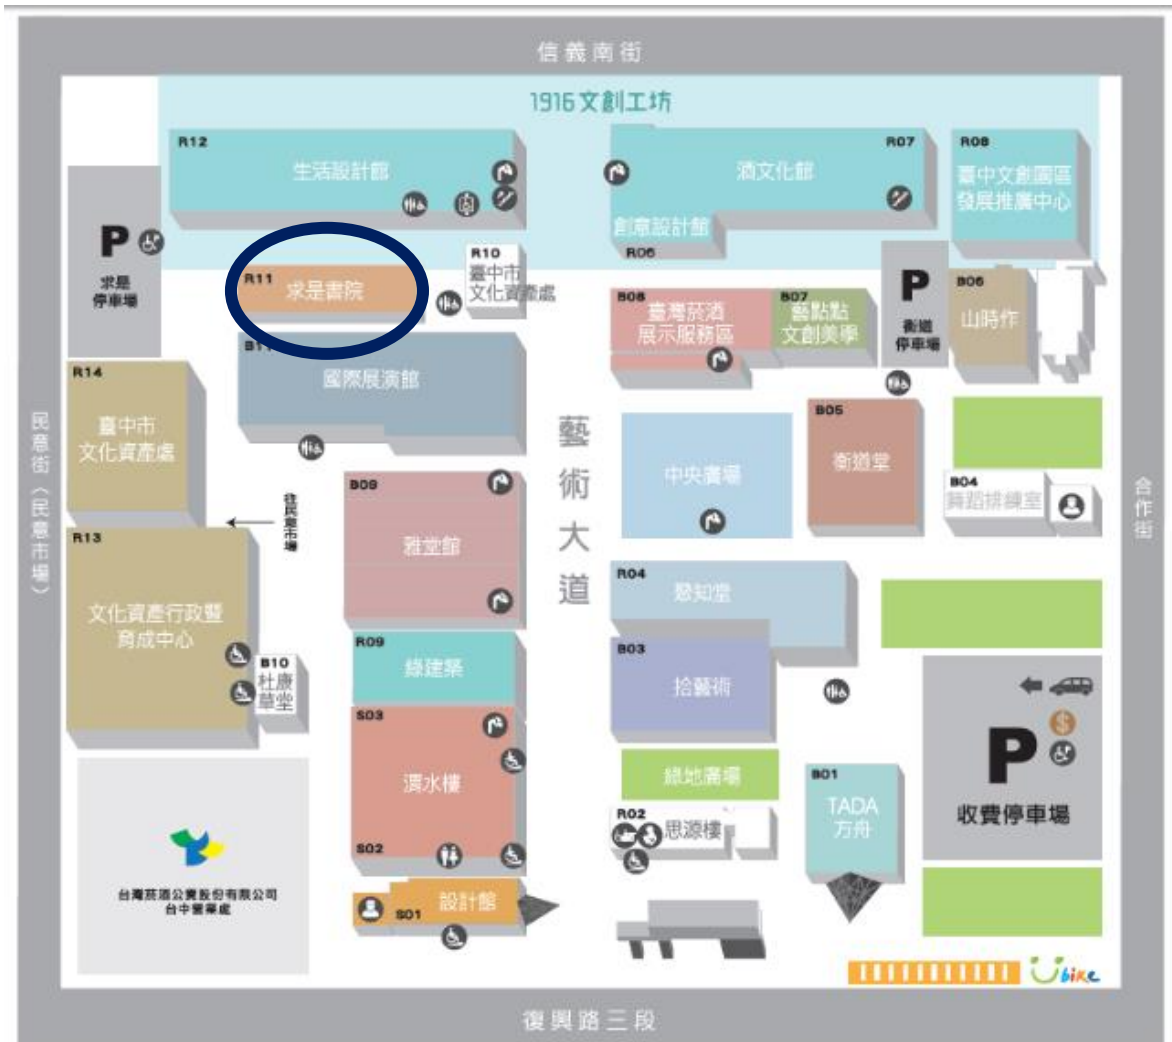 信義南街
1916文創工坊
R12
生活設計館
R07
酒文化館
創意設計館
R06
R08
臺中文創園區
發展推廣中心
P
求是
停車場
R11
求是書院
R10
臺中市
文化資產處
B08
臺灣菸酒
展示服務區
B07
藝點點
文創美學
P
衡道
停車場
B06
山時作
B11
國際展演館
R14
臺中市
文化資產處
民意街（民意市場）
往民意市場
藝術大道
中央廣場
B05
衡道堂
B04
舞蹈排練室
合作街
B09
雅堂館
R13
文化資產行政暨
育成中心
B10
杜康
草堂
R09
綠建築
R04
慇知堂
B03
拾藝術
S03
渭水樓
S02
綠地廣場
R02
思源樓
B01
TADA
方舟
$
P
收費停車場
台灣菸酒公賣股份有限公司
台中營業處
S01
設計館
Ubike
復興路三段